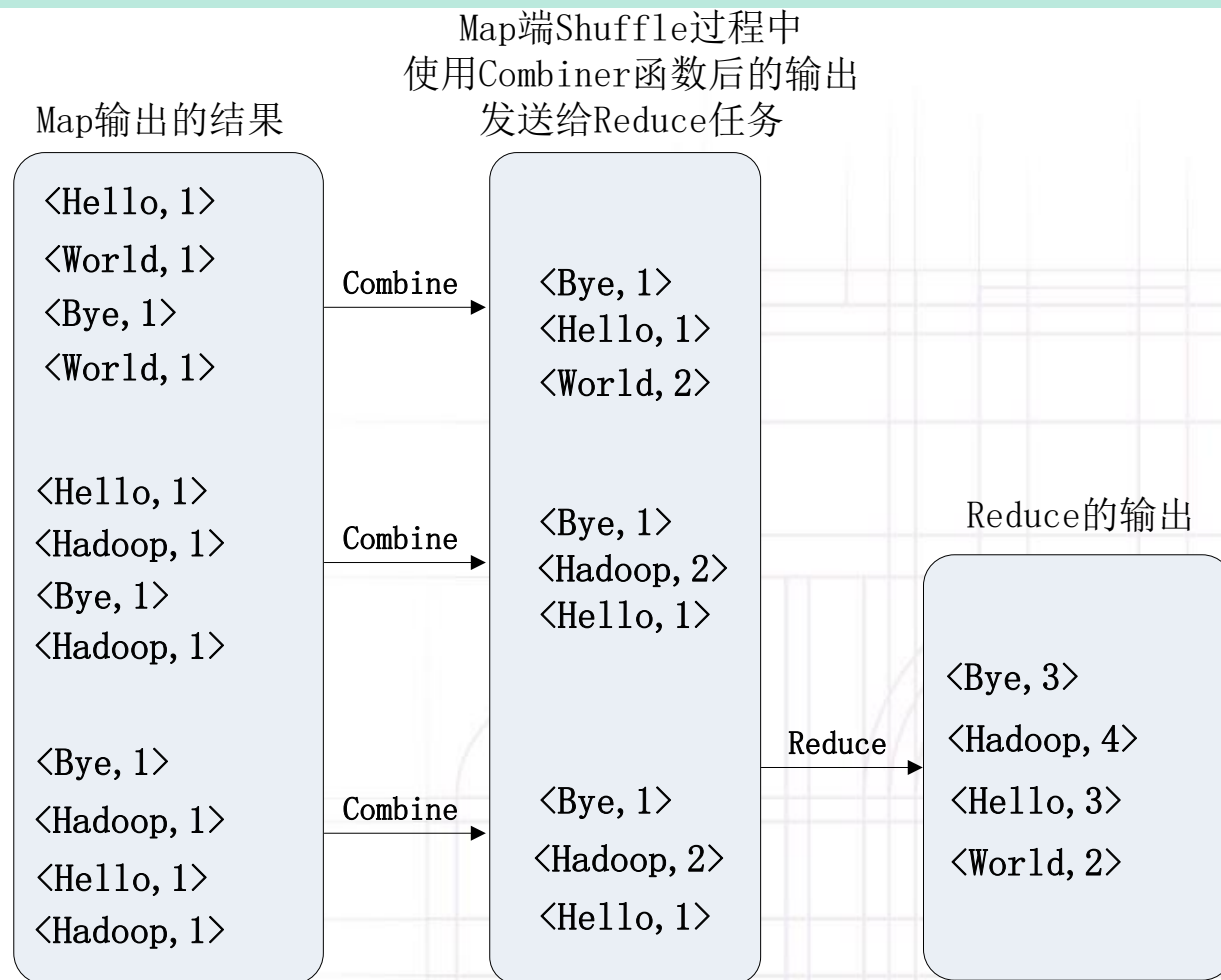 Map端Shuffle过程中
使用Combiner函数后的输出
发送给Reduce任务
Map输出的结果
<Hello,1>
<World,1>
<Bye,1>
<World,1>
<Hello,1>
<Hadoop,1>
<Bye,1>
<Hadoop,1>
<Bye,1>
<Hadoop,1>
<Hello,1>
<Hadoop,1>
Combine
Combine
Combine
<Bye,1>
<Hello,1>
<World,2>
<Bye,1>
<Hadoop,2>
<Hello,1>
<Bye,1>
<Hadoop,2>
<Hello,1>
Reduce
Reduce的输出
<Bye,3>
<Hadoop,4>
<Hello,3>
<World,2>